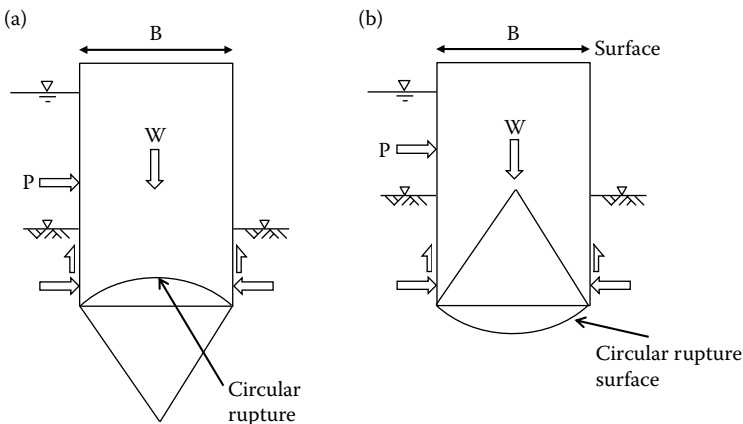 (a)
B
W
P
Circular
rupture
(b)
B
Surface
W
P
Circular rupture
surface